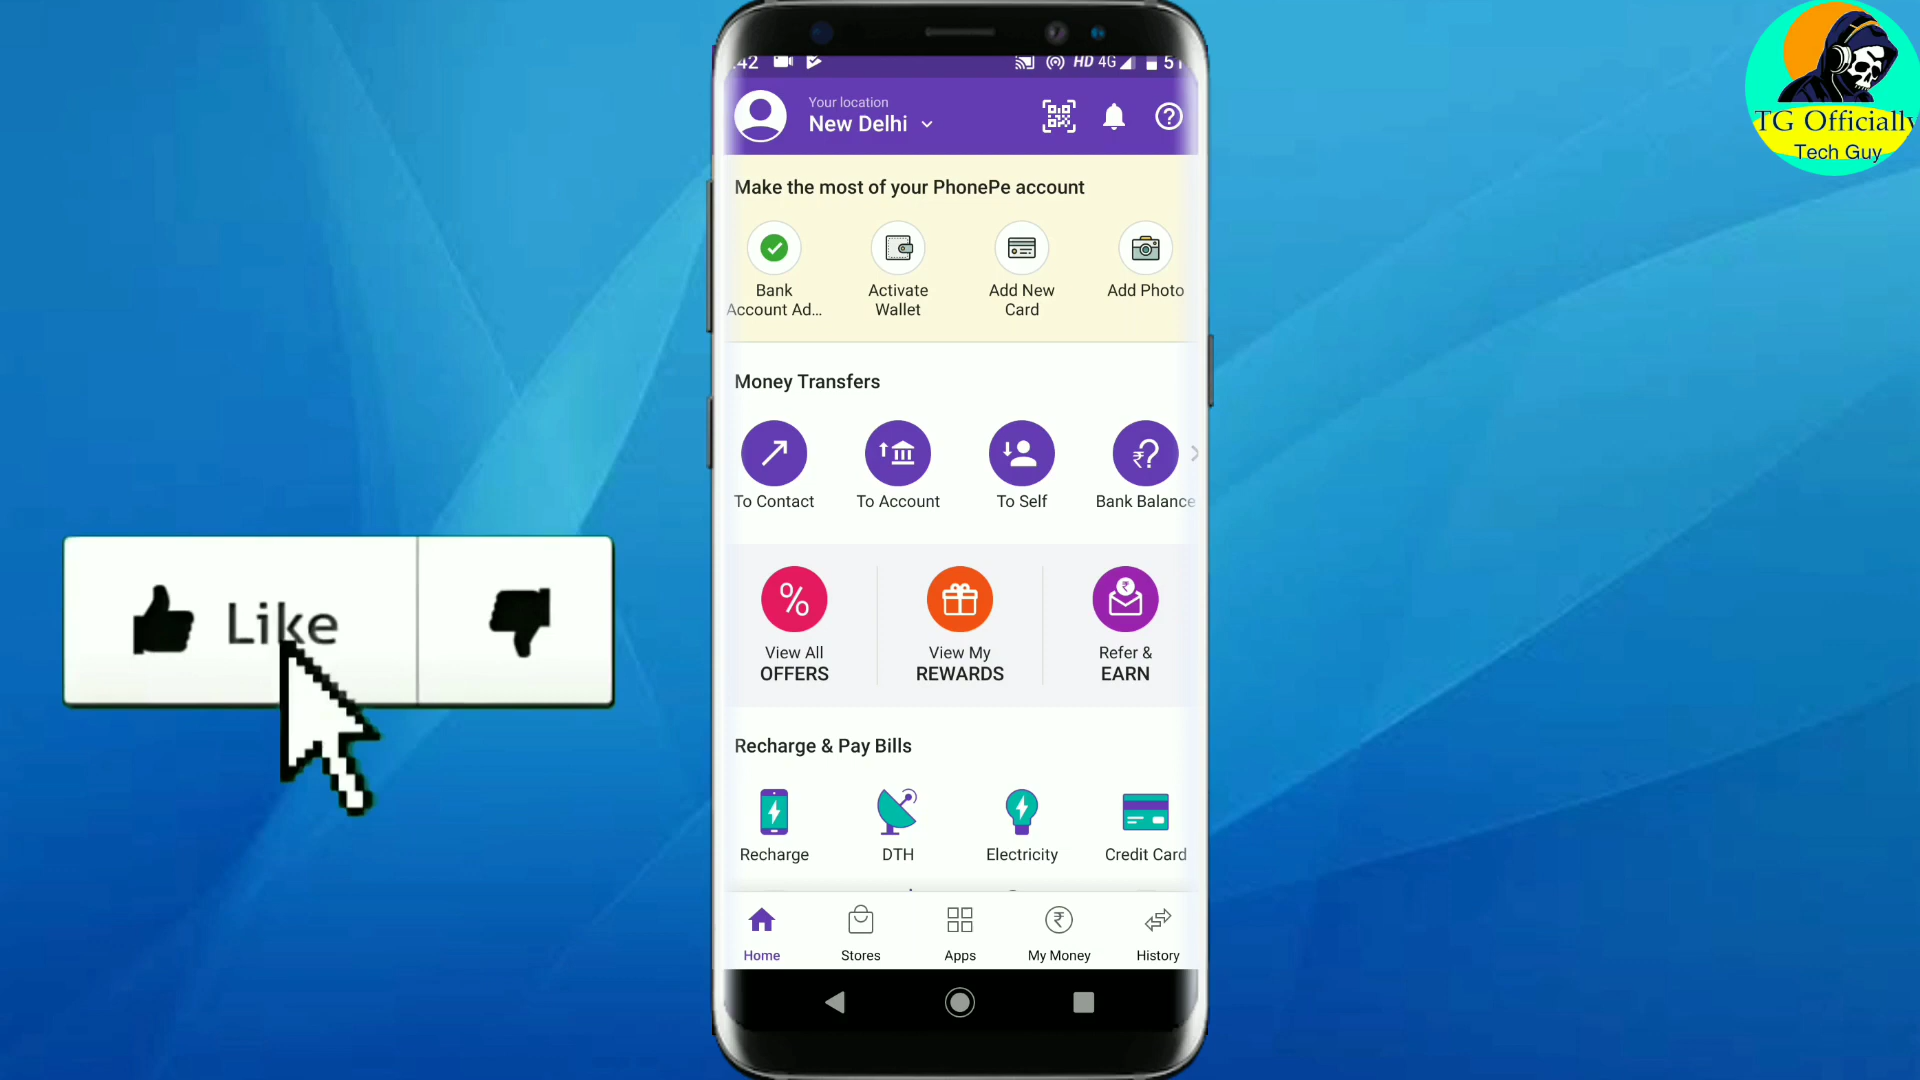 :42 HD 4G 51
Your location
New Delhi
Make the most of your PhonePe account
Bank
Account Ad...
Activate
Wallet
Add New
Card
Add Photo
Money Transfers
To Contact
To Account
To Self
Bank Balance
View All
OFFERS
View My
REWARDS
Refer &
EARN
Recharge & Pay Bills
Recharge
DTH
Electricity
Credit Card
Home
Stores
Apps
My Money
History
Like
TG Officially
Tech Guy